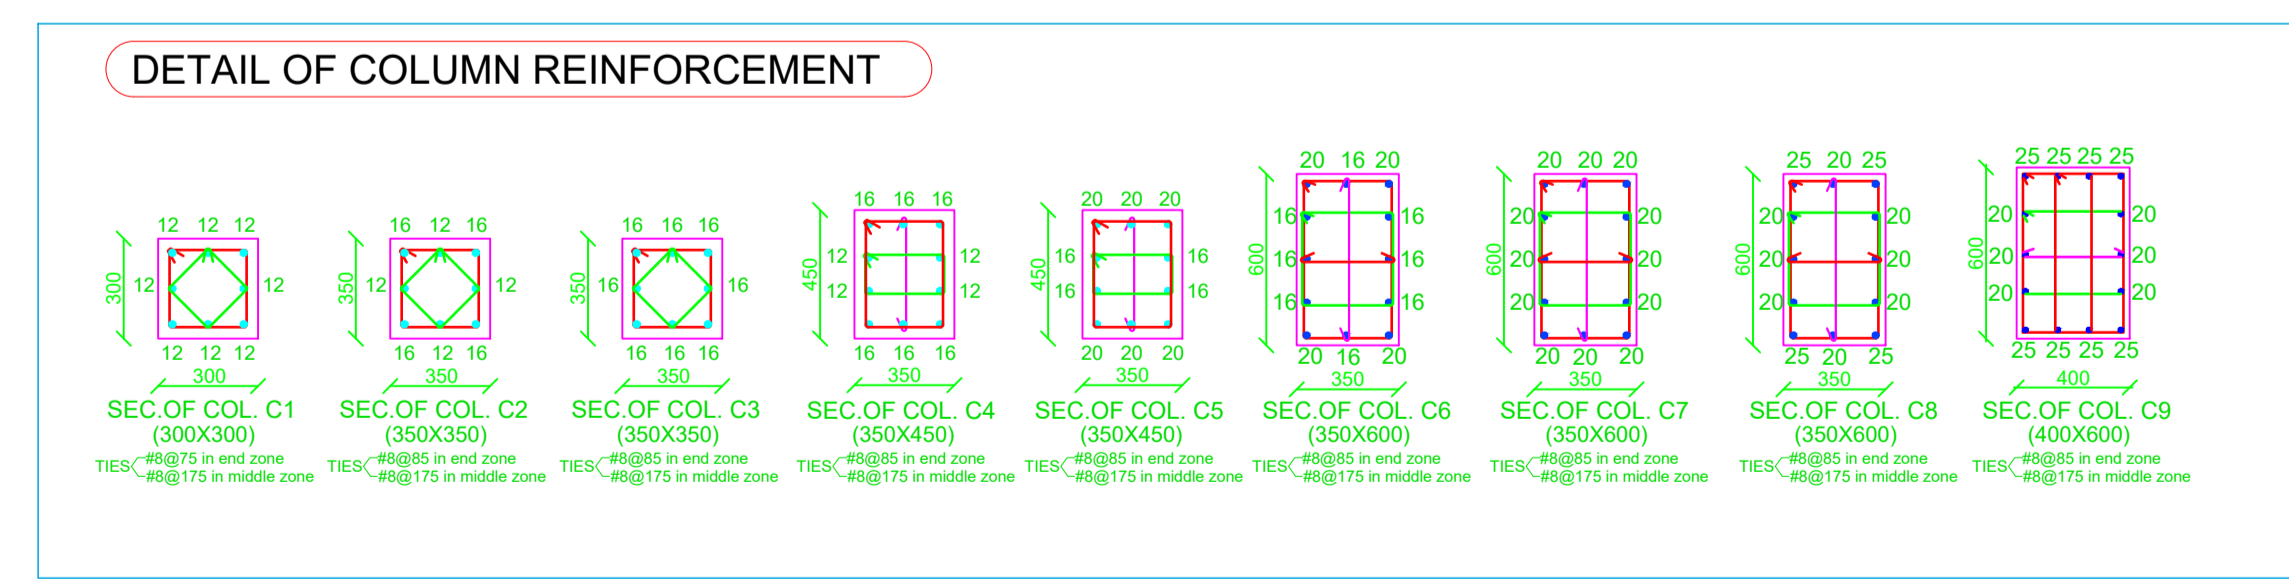 DETAIL OF COLUMN REINFORCEMENT
12 12 12
300
12 12
12 12 12
300
SEC.OF COL. C1
(300X300)
TIES
#8@75 in end zone
#8@175 in middle zone
16 12 16
350
12 12
16 12 16
350
SEC.OF COL. C2
(350X350)
TIES
#8@85 in end zone
#8@175 in middle zone
16 16 16
350
16 16
16 16 16
350
SEC.OF COL. C3
(350X350)
TIES
#8@85 in end zone
#8@175 in middle zone
16 16 16
450
12 12
12 12
16 16 16
350
SEC.OF COL. C4
(350X450)
TIES
#8@85 in end zone
#8@175 in middle zone
20 20 20
450
16 16
16 16
20 20 20
350
SEC.OF COL. C5
(350X450)
TIES
#8@85 in end zone
#8@175 in middle zone
20 16 20
600
16 16
16 16
16 16
20 16 20
350
SEC.OF COL. C6
(350X600)
TIES
#8@85 in end zone
#8@175 in middle zone
20 20 20
600
20 20
20 20
20 20
20 20 20
350
SEC.OF COL. C7
(350X600)
TIES
#8@85 in end zone
#8@175 in middle zone
25 20 25
600
20 20
20 20
20 20
25 20 25
350
SEC.OF COL. C8
(350X600)
TIES
#8@85 in end zone
#8@175 in middle zone
25 25 25 25
600
20 20
20 20
20 20
25 25 25 25
400
SEC.OF COL. C9
(400X600)
TIES
#8@85 in end zone
#8@175 in middle zone